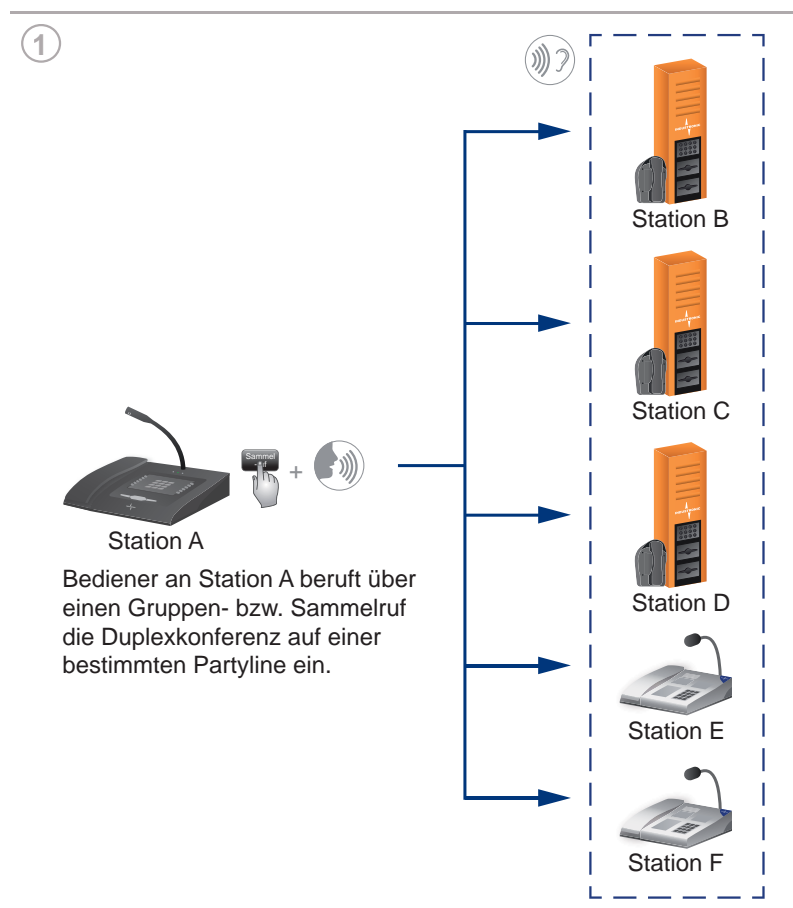 1
Station B
Station C
Sammel
+
Station D
Station A
Bediener an Station A beruft über
einen Gruppen- bzw. Sammelruf
die Duplexkonferenz auf einer
bestimmten Partyline ein.
Station E
Station F